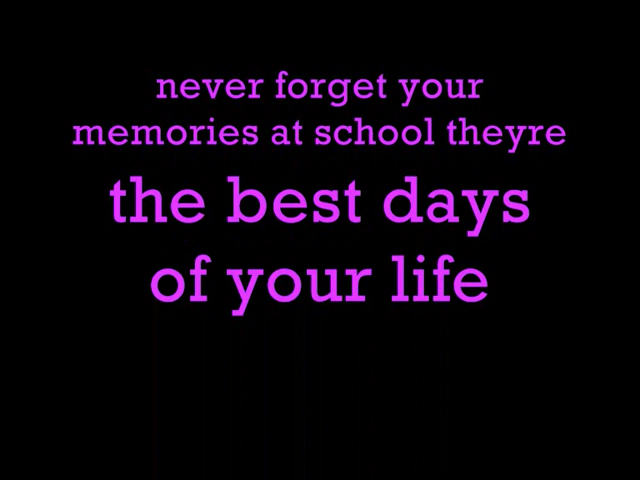 never forget your
memories at school theyre
the best days
of your life